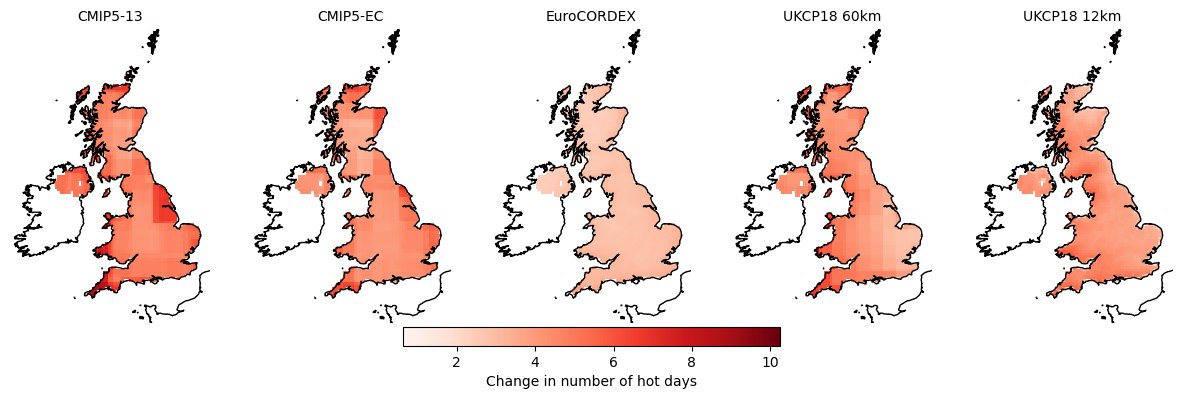 CMIP5-13 CMIP5-EC EuroCORDEX UKCP18 60km UKCP18 12km
2 4 6 8 10
Change in number of hot days